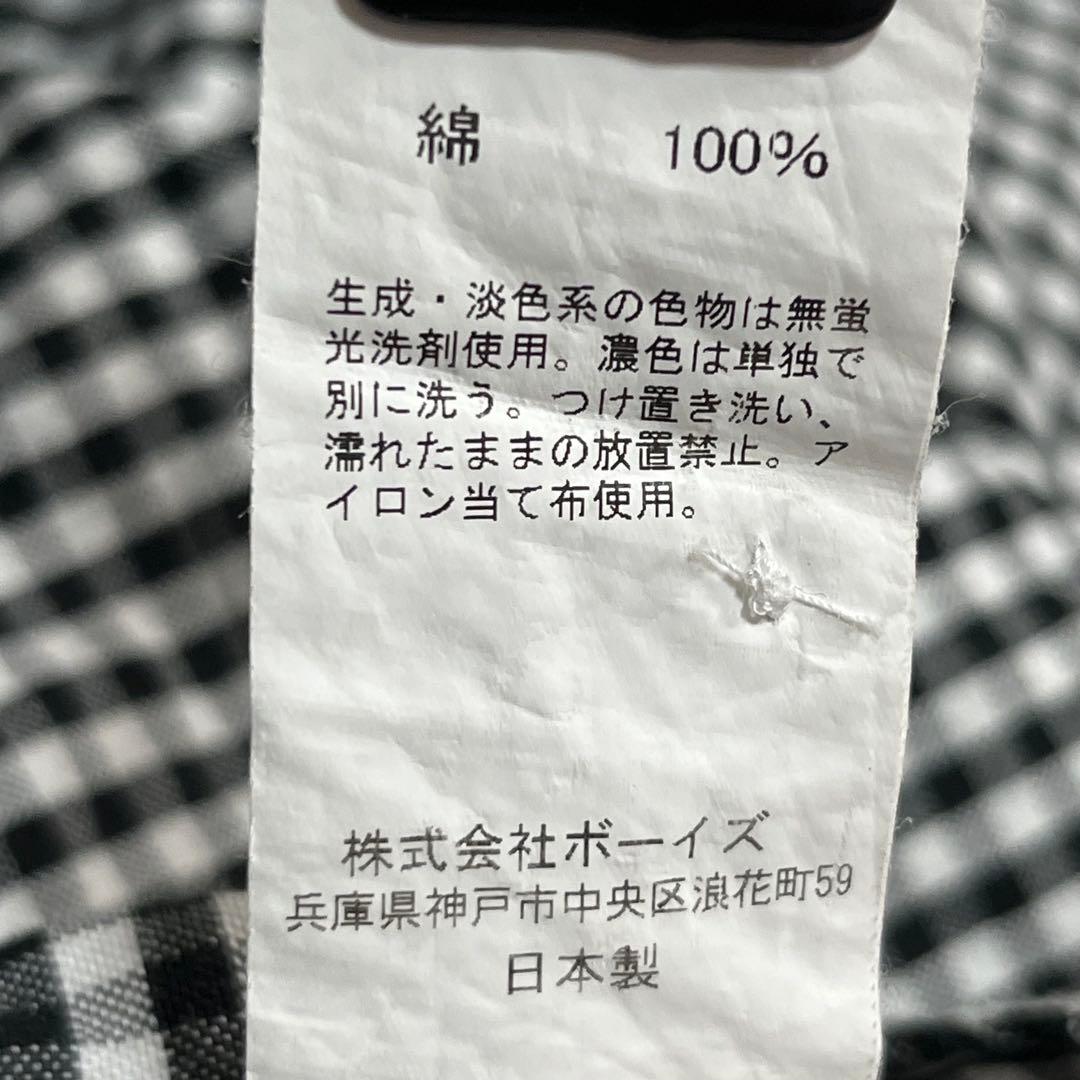 綿 100%
生成・淡色系の色物は無蛍
光洗剤使用。濃色は単独で
別に洗う。つけ置き洗い、
濡れたままの放置禁止。ア
イロン当て布使用。
株式会社ボーイズ
兵庫県神戸市中央区浪花町59
日本製